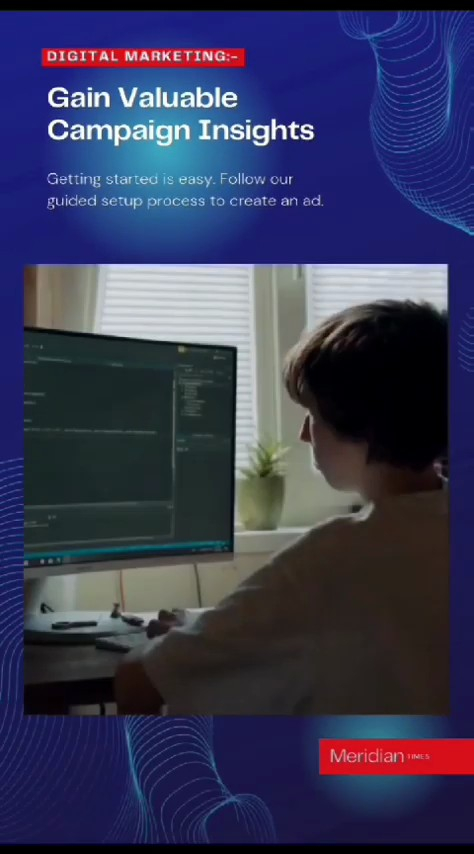 DIGITAL MARKETING:-
Gain Valuable
Campaign Insights
Getting started is easy. Follow our
guided setup process to create an ad.
Meridian TIMES